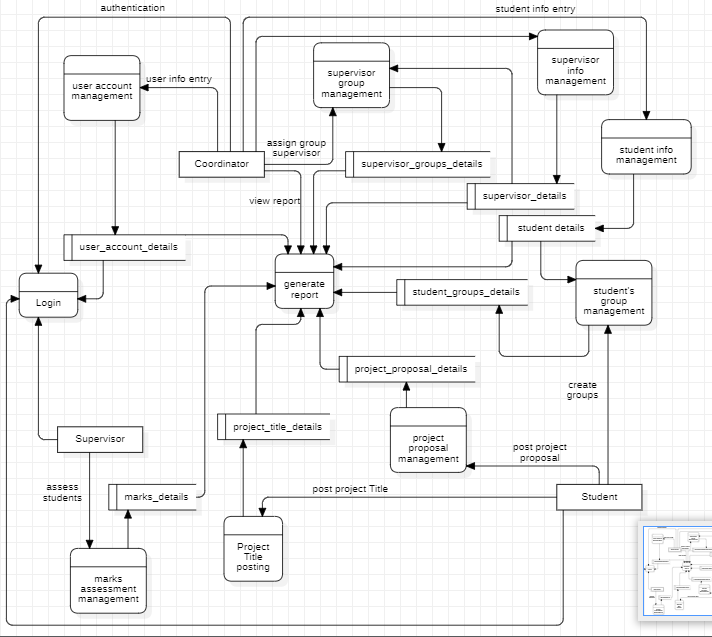 authentication
student info entry
user account
management
user info entry
supervisor
group
management
supervisor
info
management
student info
management
assign group
supervisor
Coordinator
supervisor_groups_details
view report
supervisor_details
student details
user_account_details
Login
generate
report
student_groups_details
student's
group
management
project_proposal_details
create
groups
project_title_details
project
proposal
management
Supervisor
post project
proposal
assess
students
marks_details
post project Title
Student
Project
Title
posting
marks
assessment
management